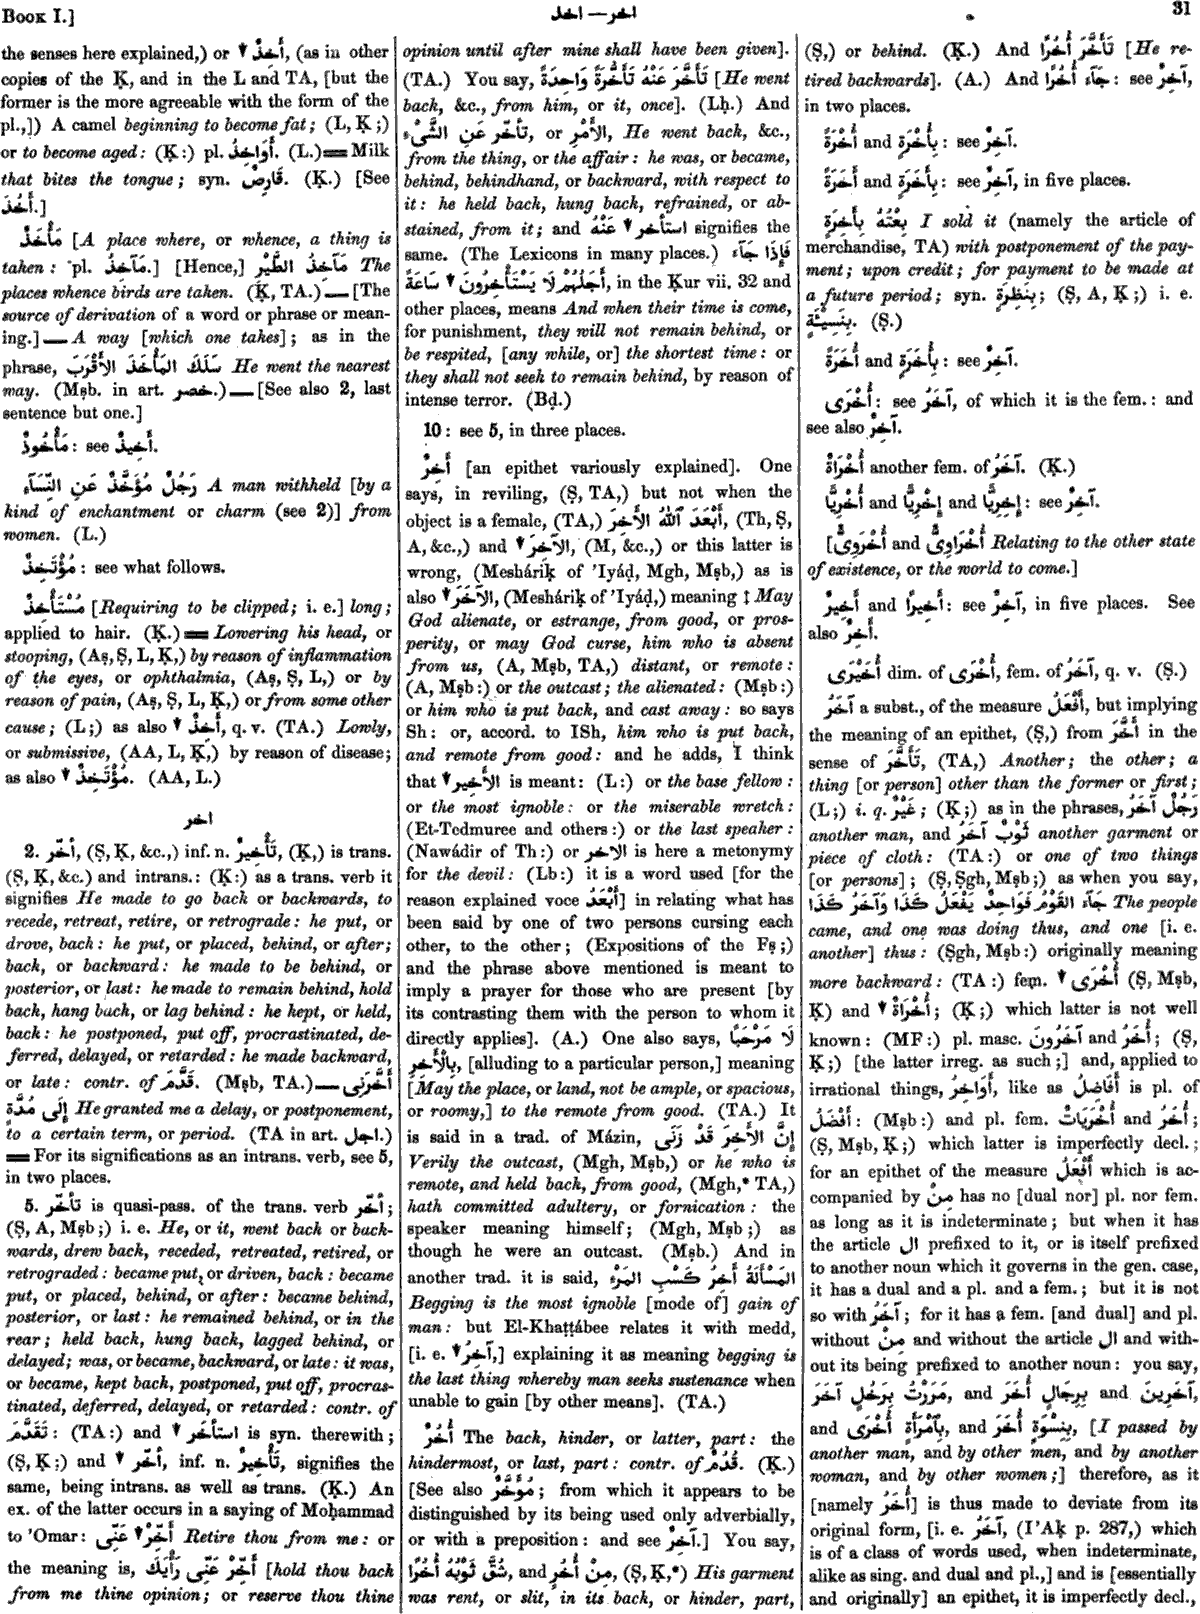 Book I.]
اخذ — اخر
31
the senses here explained,) or ↓ أَخِذٌ, (as in other
copies of the Ḳ, and in the L and TA, [but the
former is the more agreeable with the form of the
pl.,]) A camel beginning to become fat; (L, Ḳ;)
or to become aged: (Ḳ:) pl. أَوَاخِذُ. (L.)=Milk
that bites the tongue; syn. قَارِصٌ. (Ḳ.) [See
أَخُذَ.]
مَأْخَذٌ [A place where, or whence, a thing is
taken: pl. مَآخِذُ.] [Hence,] مَآخِذُ الطَّيْرِ The
places whence birds are taken. (Ḳ, TA.)—[The
source of derivation of a word or phrase or mean-
ing.]—A way [which one takes]; as in the
phrase, سَلَكَ المَأْخَذَ الأَقْرَبَ He went the nearest
way. (Mṣb. in art. خصر.)—[See also 2, last
sentence but one.]
مَأْخُوذٌ: see أَخِيذٌ.
رَجُلٌ مُؤَخَّذٌ عَنِ النِّسَآءِ A man withheld [by a
kind of enchantment or charm (see 2)] from
women. (L.)
مُؤْتَخِذٌ: see what follows.
مُسْتَأْخِذٌ [Requiring to be clipped; i. e.] long;
applied to hair. (Ḳ.)=Lowering his head, or
stooping, (Aṣ, Ṣ, L, Ḳ,) by reason of inflammation
of the eyes, or ophthalmia, (Aṣ, Ṣ, L,) or by
reason of pain, (Aṣ, Ṣ, L, Ḳ,) or from some other
cause; (L;) as also ↓ أَخِذٌ, q. v. (TA.) Lowly,
or submissive, (AA, L, Ḳ,) by reason of disease;
as also ↓ مُؤْتَخِذٌ. (AA, L.)
اخر
2. أخّر, (Ṣ, Ḳ, &c.,) inf. n. تَأْخِيرٌ, (Ḳ,) is trans.
(Ṣ, Ḳ, &c.) and intrans.: (Ḳ:) as a trans. verb it
signifies He made to go back or backwards, to
recede, retreat, retire, or retrograde: he put, or
drove, back: he put, or placed, behind, or after;
back, or backward: he made to be behind, or
posterior, or last: he made to remain behind, hold
back, hang back, or lag behind: he kept, or held,
back: he postponed, put off, procrastinated, de-
ferred, delayed, or retarded: he made backward,
or late: contr. of قَدَّمَ. (Mṣb, TA.)—أَخَّرَنِى
إِلَى مُدَّةٍ He granted me a delay, or postponement,
to a certain term, or period. (TA in art. اجل.)
=For its significations as an intrans. verb, see 5,
in two places.
5. تأخّر is quasi-pass. of the trans. verb أخّر;
(Ṣ, A, Mṣb;) i. e. He, or it, went back or back-
wards, drew back, receded, retreated, retired, or
retrograded: became put, or driven, back: became
put, or placed, behind, or after: became behind,
posterior, or last: he remained behind, or in the
rear; held back, hung back, lagged behind, or
delayed; was, or became, backward, or late: it was,
or became, kept back, postponed, put off, procras-
tinated, deferred, delayed, or retarded: contr. of
تَقَدَّمَ: (TA:) and ↓ استأخر is syn. therewith;
(Ṣ, Ḳ;) and ↓ أخّر, inf. n. تَأْخِيرٌ, signifies the
same, being intrans. as well as trans. (Ḳ.) An
ex. of the latter occurs in a saying of Moḥammad
to 'Omar: أَخِّرْ ↓ عَنِّى Retire thou from me: or
the meaning is, أَخِّرْ عَنِّى رَأْيَكَ [hold thou back
from me thine opinion; or reserve thou thine
opinion until after mine shall have been given].
(TA.) You say, تَأَخَّرَ عَنْهُ تَأَخُّرَةً وَاحِدَةً [He went
back, &c., from him, or it, once]. (Lḥ.) And
تأخّر عَنِ الشَّىْءِ, or الأَمْرِ, He went back, &c.,
from the thing, or the affair: he was, or became,
behind, behindhand, or backward, with respect to
it: he held back, hung back, refrained, or ab-
stained, from it; and استأخر ↓ عَنْهُ signifies the
same. (The Lexicons in many places.) فَإِذَا جَآءَ
أَجَلُهُمْ لَا يَسْتَأْخِرُونَ ↓ سَاعَةً, in the Ḳur vii, 32 and
other places, means And when their time is come,
for punishment, they will not remain behind, or
be respited, [any while, or] the shortest time: or
they shall not seek to remain behind, by reason of
intense terror. (Bḍ.)
10: see 5, in three places.
أَخِرٌ [an epithet variously explained]. One
says, in reviling, (Ṣ, TA,) but not when the
object is a female, (TA,) أَبْعَدَ ٱللّٰهُ الأَخِرَ, (Th, Ṣ,
A, &c.,) and ↓ الآخِرَ, (M, &c.,) or this latter is
wrong, (Meshárik of 'Iyáḍ, Mgh, Mṣb,) as is
also ↓ الآخَرَ, (Meshárik of 'Iyáḍ,) meaning ‡ May
God alienate, or estrange, from good, or pros-
perity, or may God curse, him who is absent
from us, (A, Mṣb, TA,) distant, or remote:
(A, Mṣb:) or the outcast; the alienated: (Mṣb:)
or him who is put back, and cast away: so says
Sh: or, accord. to ISh, him who is put back,
and remote from good: and he adds, I think
that ↓ الأَخِير is meant: (L:) or the base fellow:
or the most ignoble: or the miserable wretch:
(Et-Tedmuree and others:) or the last speaker:
(Nawádir of Th:) or الاخر is here a metonymy
for the devil: (Lb:) it is a word used [for the
reason explained voce أَبْعَدُ] in relating what has
been said by one of two persons cursing each
other, to the other; (Expositions of the Fṣ;)
and the phrase above mentioned is meant to
imply a prayer for those who are present [by
its contrasting them with the person to whom it
directly applies]. (A.) One also says, لَا مَرْحَبًا
بِالأَخِرِ, [alluding to a particular person,] meaning
[May the place, or land, not be ample, or spacious,
or roomy,] to the remote from good. (TA.) It
is said in a trad. of Mázin, إِنَّ الأَخِرَ قَدْ زَنَى
Verily the outcast, (Mgh, Mṣb,) or he who is
remote, and held back, from good, (Mgh,* TA,)
hath committed adultery, or fornication: the
speaker meaning himself; (Mgh, Mṣb;) as
though he were an outcast. (Mṣb.) And in
another trad. it is said, المَسْأَلَةُ أَخِرُ كَسْبِ المَرْءِ
Begging is the most ignoble [mode of] gain of
man: but El-Khaṭṭábee relates it with medd,
[i. e. ↓ آخِرُ,] explaining it as meaning begging is
the last thing whereby man seeks sustenance when
unable to gain [by other means]. (TA.)
أُخُرٌ The back, hinder, or latter, part: the
hindermost, or last, part: contr. of قُدُمٌ. (Ḳ.)
[See also مُؤَخَّرٌ; from which it appears to be
distinguished by its being used only adverbially,
or with a preposition: and see آخِرٌ.] You say,
شُقَّ ثَوْبُهُ أُخُرًا, and مِنْ أُخُرٍ, (Ṣ, Ḳ,*) His garment
was rent, or slit, in its back, or hinder, part,
(Ṣ,) or behind. (Ḳ.) And تَأَخَّرَ أُخُرًا [He re-
tired backwards]. (A.) And جَآءَ أُخُرًا: see آخِرٌ,
in two places.
أُخْرَةً and بِأُخْرَةٍ: see آخِرٌ.
أَخَرَةً and بِأَخَرَةٍ: see آخِرٌ, in five places.
بِعْتُهُ بِأَخِرَةٍ I sold it (namely the article of
merchandise, TA) with postponement of the pay-
ment; upon credit; for payment to be made at
a future period; syn. بِنَظِرَةٍ; (Ṣ, A, Ḳ;) i. e.
بِنَسِيْئَةٍ. (Ṣ.)
أُخَرَةً and بِأُخَرَةٍ: see آخِرٌ.
أُخْرَى: see آخَرُ, of which it is the fem.: and
see also آخِرٌ.
أُخْرَاةٌ another fem. of آخَرُ. (Ḳ.)
أُخْرِيًّا and إِخْرِيًّا and إِخِرِيًّا: see آخِرٌ.
[أُخْرَوِىٌّ and أُخْرَاوِىٌّ Relating to the other state
of existence, or the world to come.]
أَخِيرٌ and أَخِيرًا: see آخِرٌ, in five places. See
also أَخِرٌ.
أُخَيْرَى dim. of أُخْرَى, fem. of آخَرُ, q. v. (Ṣ.)
آخَرُ a subst., of the measure أَفْعَلُ, but implying
the meaning of an epithet, (Ṣ,) from أَخَّرَ in the
sense of تَأَخَّرَ, (TA,) Another; the other; a
thing [or person] other than the former or first;
(L;) i. q. غَيْرٌ; (Ḳ;) as in the phrases, رَجُلٌ آخَرُ
another man, and ثَوْبٌ آخَرُ another garment or
piece of cloth: (TA:) or one of two things
[or persons]; (Ṣ, Ṣgh, Mṣb;) as when you say,
جَآءَ القَوْمُ فَوَاحِدٌ يَفْعَلُ كَذَا وَآخَرُ كَذَا The people
came, and one was doing thus, and one [i. e.
another] thus: (Ṣgh, Mṣb:) originally meaning
more backward: (TA:) fem. ↓ أُخْرَى (Ṣ, Mṣb,
Ḳ) and ↓ أُخْرَاةٌ; (Ḳ;) which latter is not well
known: (MF:) pl. masc. آخَرُونَ and أُخَرُ; (Ṣ,
Ḳ;) [the latter irreg. as such;] and, applied to
irrational things, أَوَاخِرُ, like as أَفَاضِلُ is pl. of
أَفْضَلُ: (Mṣb:) and pl. fem. أُخْرَيَاتٌ and أُخَرُ;
(Ṣ, Mṣb, Ḳ;) which latter is imperfectly decl.;
for an epithet of the measure أَفْعَلُ which is ac-
companied by مِنْ has no [dual nor] pl. nor fem.
as long as it is indeterminate; but when it has
the article ال prefixed to it, or is itself prefixed
to another noun which it governs in the gen. case,
it has a dual and a pl. and a fem.; but it is not
so with آخَرُ; for it has a fem. [and dual] and pl.
without مِنْ and without the article ال and with-
out its being prefixed to another noun: you say,
مَرَرْتُ بِرَجُلٍ آخَرَ, and بِرِجَالٍ أُخَرَ and آخَرِينَ,
and بِٱمْرَأَةٍ أُخْرَى, and بِنِسْوَةٍ أُخَرَ, [I passed by
another man, and by other men, and by another
woman, and by other women;] therefore, as it
[namely أُخَرُ] is thus made to deviate from its
original form, [i. e. آخَرُ, (I'Aḳ p. 287,) which
is of a class of words used, when indeterminate,
alike as sing. and dual and pl.,] and is [essentially
and originally] an epithet, it is imperfectly decl.,